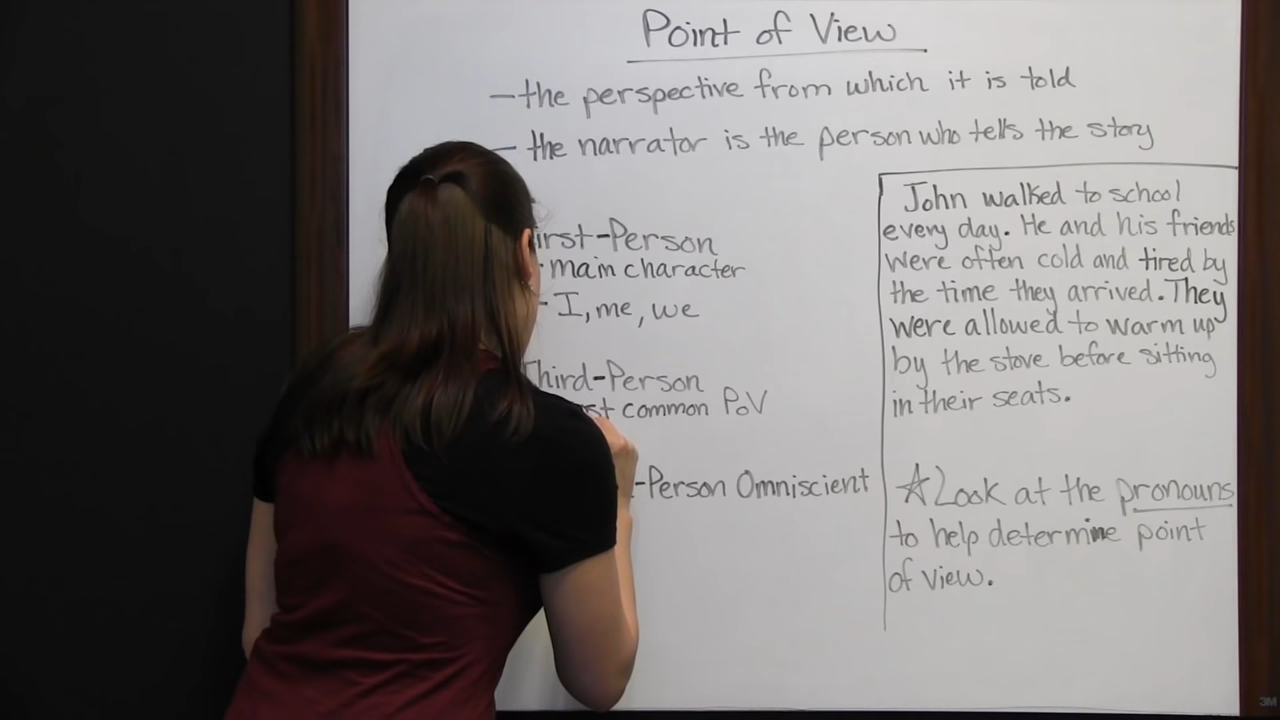 Point of View
—the perspective from which it is told
— the narrator is the person who tells the story
irst-Person
- main character
- I, me, we
Third-Person
st common PoV
-Person Omniscient
John walked to school
every day. He and his friends
were often cold and tired by
the time they arrived. They
were allowed to warm up
by the stove before sitting
in their seats.
☆Look at the pronouns
to help determine point
of view.
3M